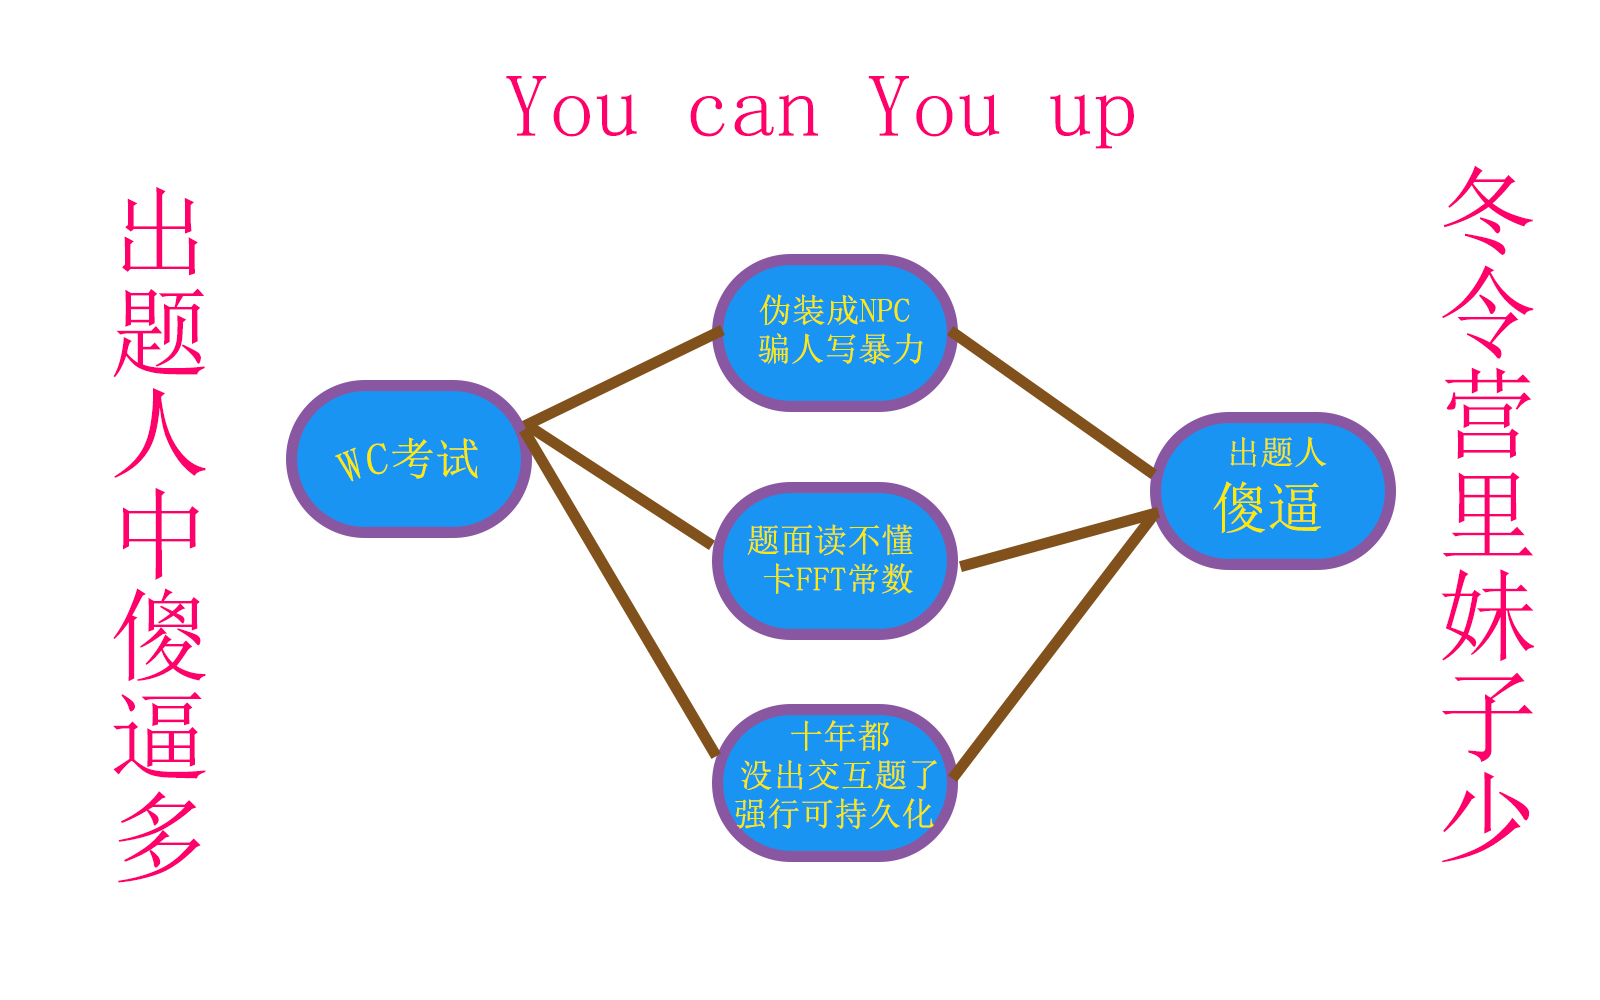 You can You up
出题人中傻逼多
WC考试
伪装成NPC
骗人写暴力
题面读不懂
卡FFT常数
十年都
没出交互题了
强行可持久化
出题人
傻逼
冬令营里妹子少